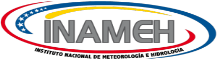 INAMEH
INSTITUTO NACIONAL DE METEOROLOGÍA E HIDROLOGÍA